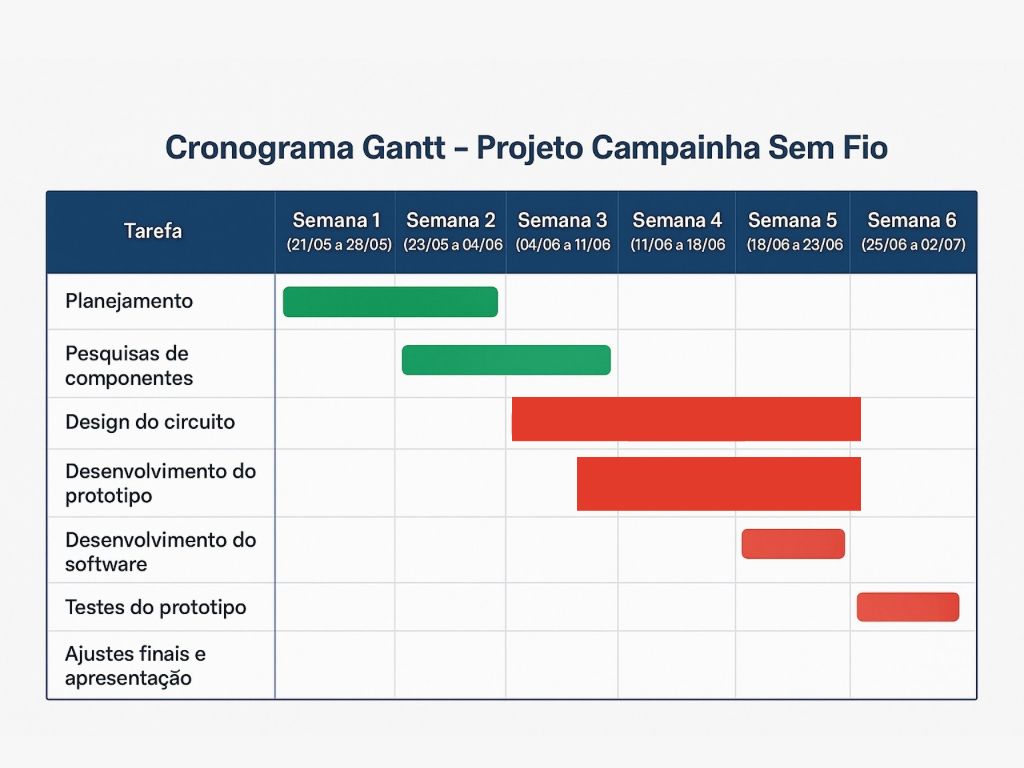 Cronograma Gantt – Projeto Campainha Sem Fio
Tarefa
Semana 1
(21/05 a 28/05)
Semana 2
(23/05 a 04/06
Semana 3
(04/06 a 11/06
Semana 4
(11/06 a 18/06
Semana 5
(18/06 a 23/06
Semana 6
(25/06 a 02/07)
Planejamento
Pesquisas de
componentes
Design do circuito
Desenvolvimento do
prototipo
Desenvolvimento do
software
Testes do prototipo
Ajustes finais e
apresentação